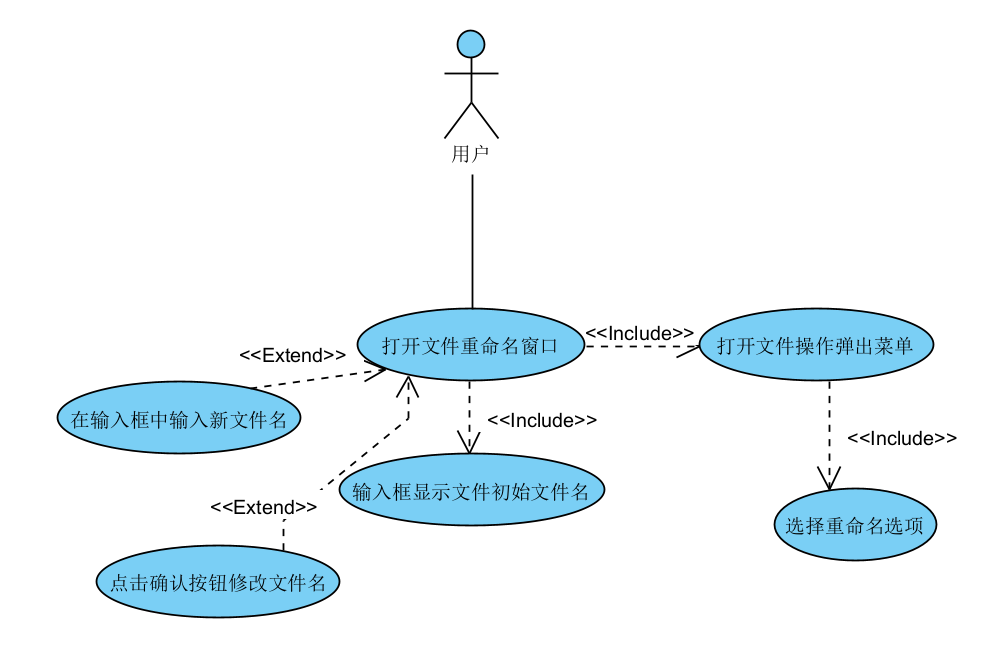 用户
打开文件重命名窗口
<<Include>>
打开文件操作弹出菜单
<<Extend>>
在输入框中输入新文件名
<<Include>>
<<Include>>
输入框显示文件初始文件名
<<Extend>>
选择重命名选项
点击确认按钮修改文件名